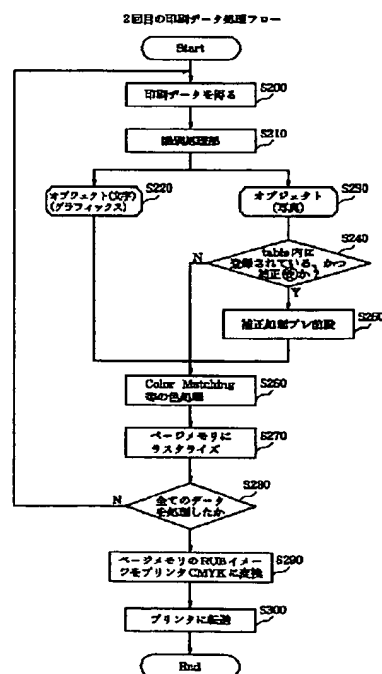 2回目の印刷データ処理フロー
Start
S200
印刷データを得る
S210
識別処理部
S220
オブジェクト(文字)
(グラフィックス)
S230
オブジェクト
(写真)
S240
table内に
登録されている、かつ
補正
か?
N
Y
S260
補正処理
S260
Color Matching
等の色処理
S270
ページメモリに
ラスタライズ
S280
全てのデータ
を処理したか
N
S290
ページメモリのRGBイメー
ジをプリンタCMYKに変換
S300
プリンタに転送
End